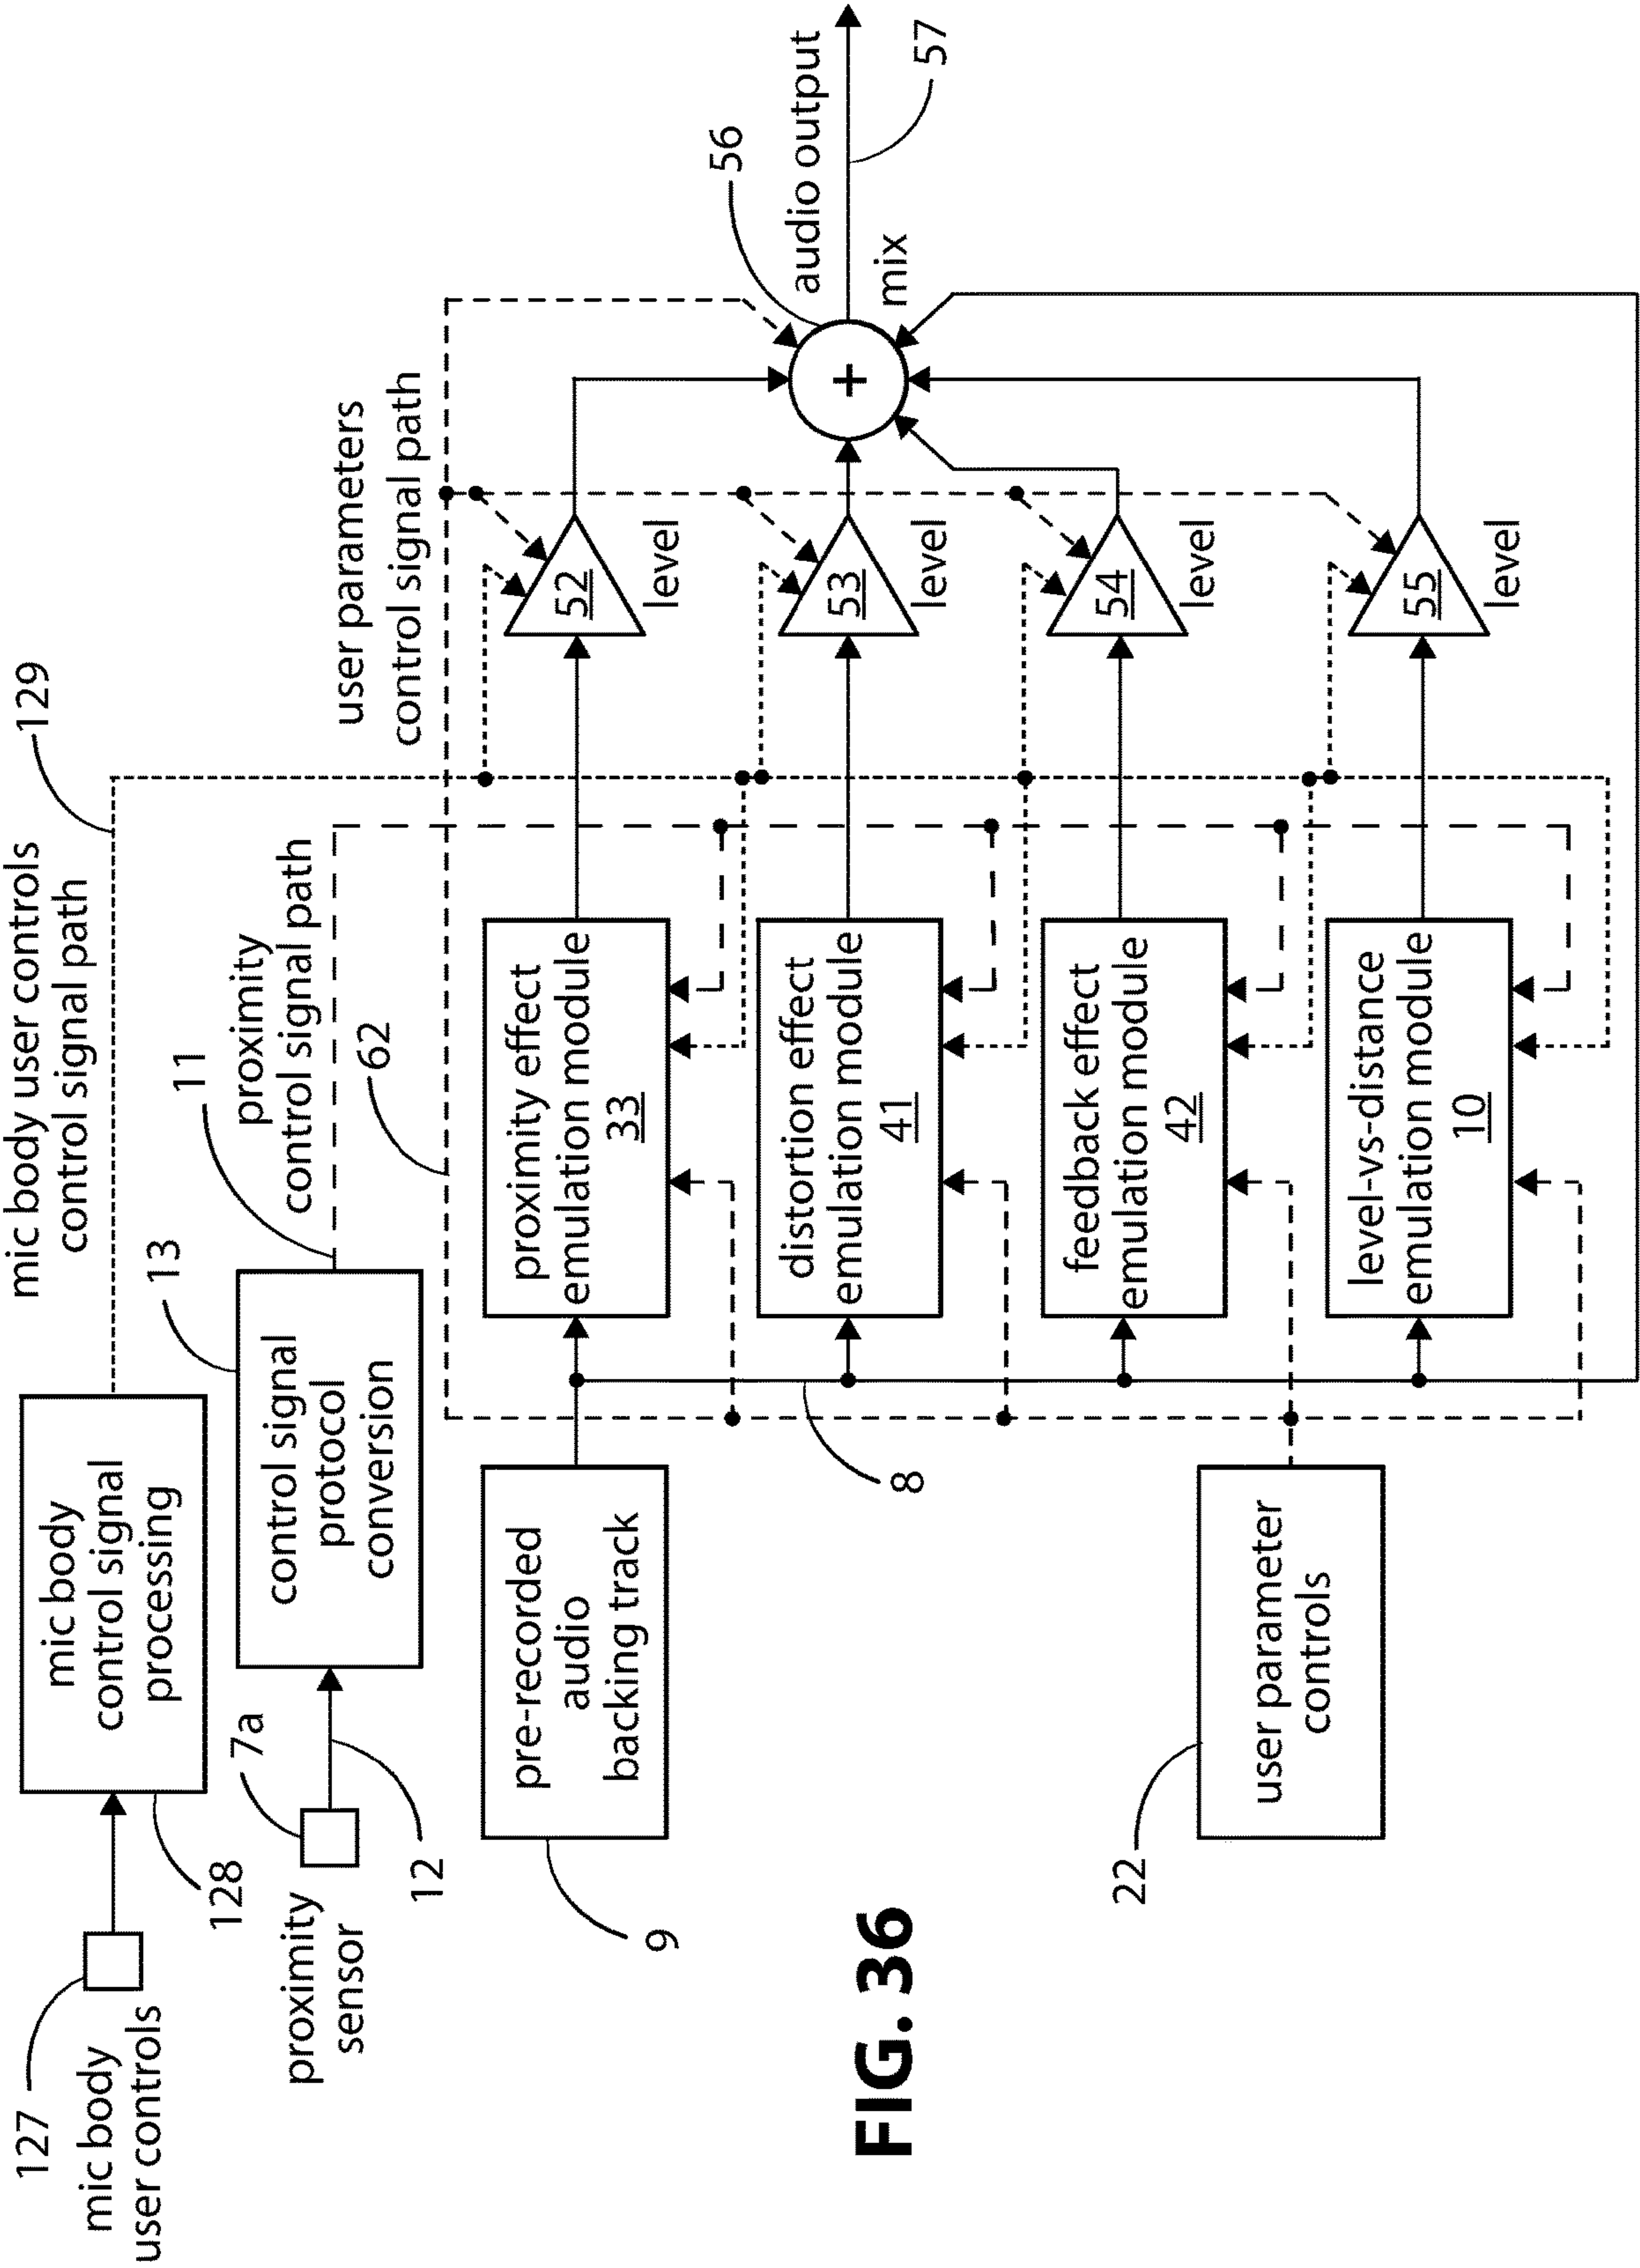 127
mic body
user controls
128
mic body
control signal
processing
mic body user controls
control signal path
129
proximity
sensor
7a
12
13
control signal
protocol
conversion
11
proximity
control signal path
62
user parameters
control signal path
9
pre-recorded
audio
backing track
8
22
user parameter
controls
proximity effect
emulation module
33
distortion effect
emulation module
41
feedback effect
emulation module
42
level-vs-distance
emulation module
10
52
level
53
level
54
level
55
level
56
+
mix
audio output
57
FIG. 36